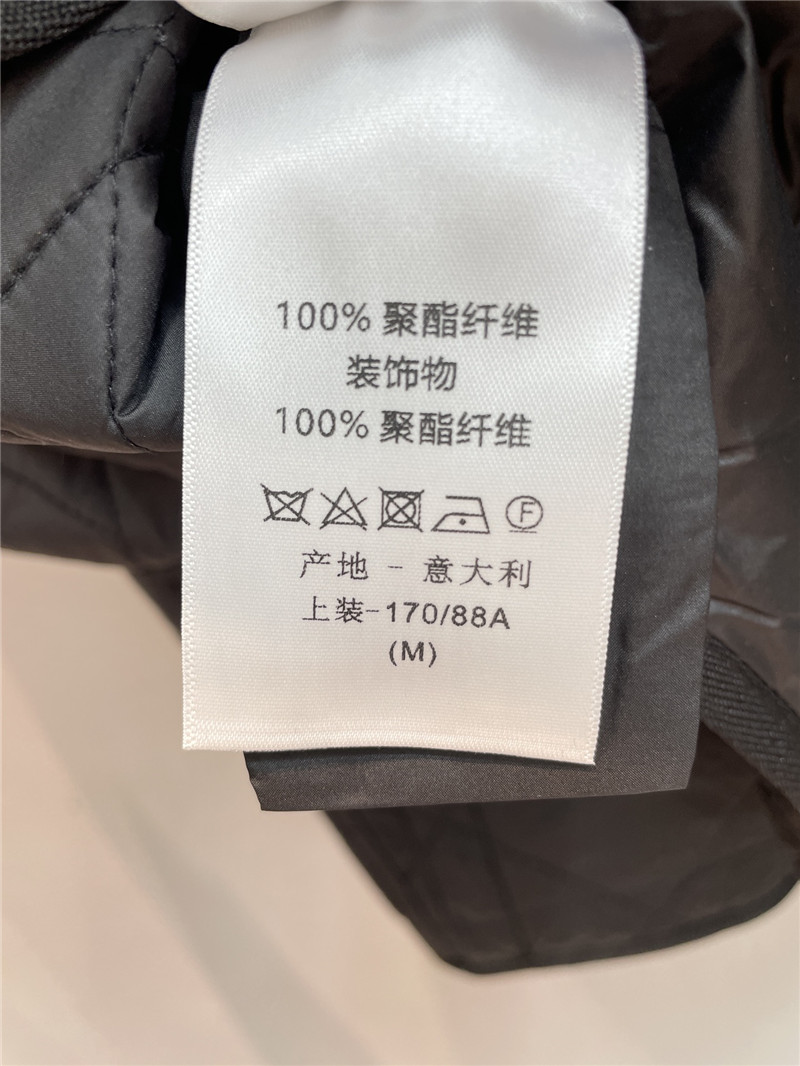 100% 聚酯纤维
装饰物
100% 聚酯纤维
F
产地 - 意大利
上装-170/88A
(M)